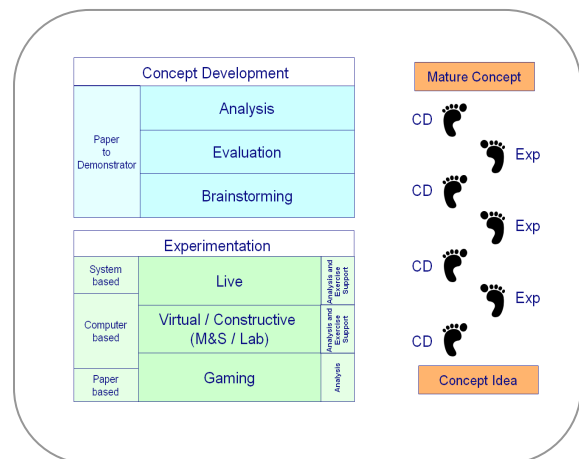 Concept Development
Paper
to
Demonstrator
Analysis
Evaluation
Brainstorming
Experimentation
System
based
Live
Analysis and
Exercise
Support
Computer
based
Virtual / Constructive
(M&S / Lab)
Analysis and
Exercise
Support
Paper
based
Gaming
Analysis
Mature Concept
CD
Exp
CD
Exp
CD
Exp
CD
Concept Idea